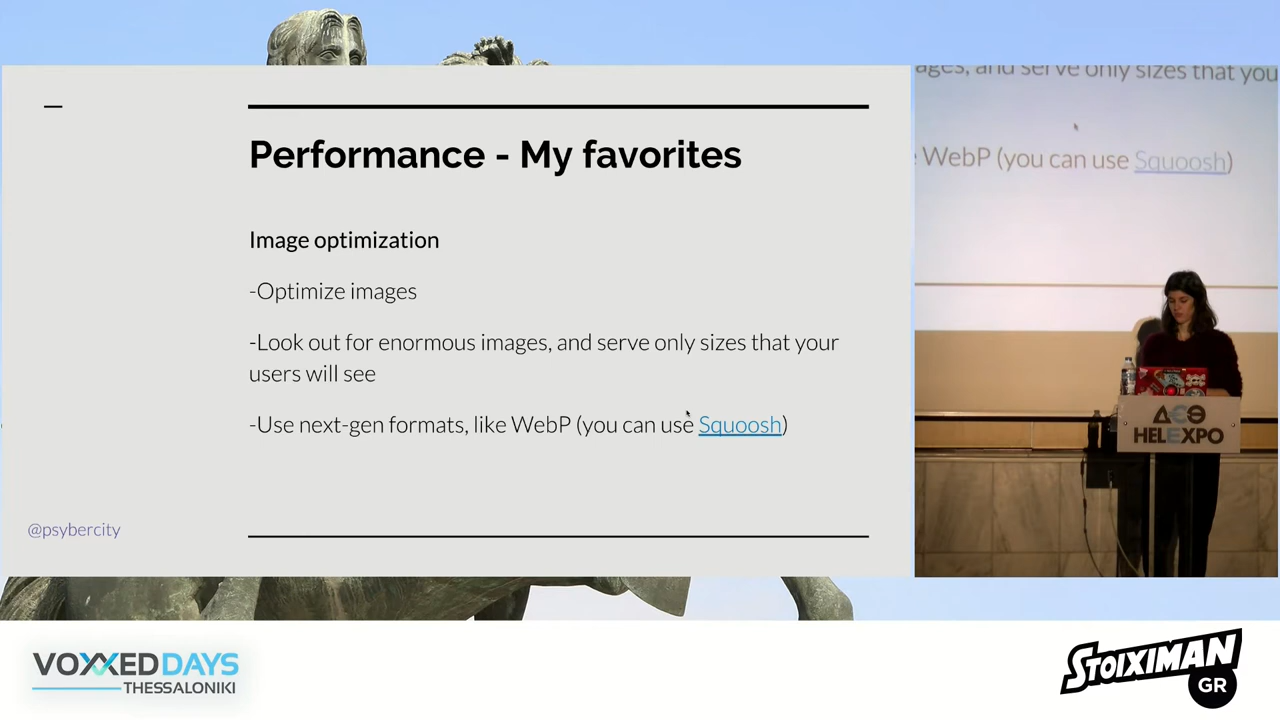 Performance - My favorites
Image optimization
-Optimize images
-Look out for enormous images, and serve only sizes that your
users will see
-Use next-gen formats, like WebP (you can use Squoosh)
@psybercity
ages, and serve only sizes that you
WebP (you can use Squoosh)
ΔΕΘ
HELEXPO
VOXXED DAYS
THESSALONIKI
STOIXIMAN
GR